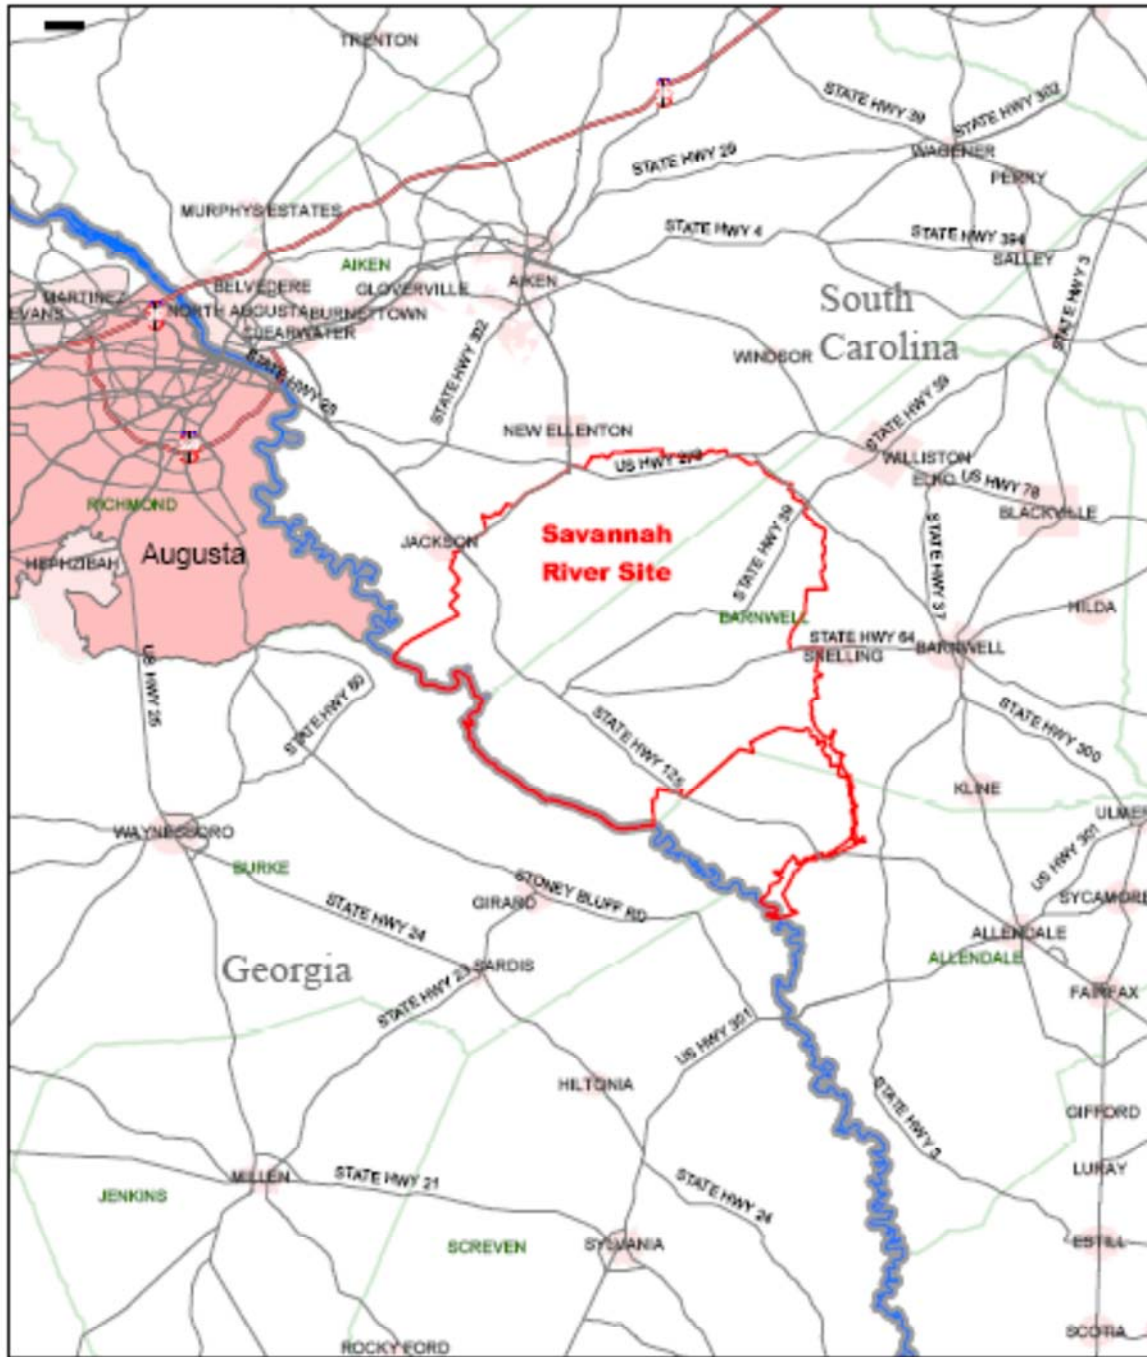 TRENTON
STATE HWY 39
STATE HWY 302
WAGENER
STATE HWY 29
PERRY
MURPHYS ESTATES
STATE HWY 4
STATE HWY 394
SALLEY
AIKEN
AIKEN
BELVEDERE
GLOVERVILLE
STATE HWY 3
MARTINEZ
EVANS
NORTH AUGUSTA
BURNETTOWN
CLEARWATER
South
Carolina
STATE HWY 302
WINDSOR
STATE HWY 39
NEW ELLENTON
US HWY 278
WILLISTON
ELKO
US HWY 78
BLACKVILLE
RICHMOND
JACKSON
Savannah
River Site
STATE HWY 39
STATE HWY 37
Augusta
HEPHZIBAH
HILDA
BARNWELL
STATE HWY 64
BARNWELL
SNELLING
US HWY 25
STATE HWY 125
STATE HWY 300
KLINE
ULMER
WAYNESBORO
BURKE
US HWY 301
STONEY BLUFF RD
GIRARD
SYCAMORE
STATE HWY 24
ALLENDALE
ALLENDALE
Georgia
SARDIS
STATE HWY 23
FAIRFAX
US HWY 301
HILTONIA
STATE HWY 3
GIFFORD
LURAY
MILLEN
STATE HWY 21
STATE HWY 24
JENKINS
SCREVEN
SYLVANIA
ESTILL
SCOTIA
ROCKY FORD